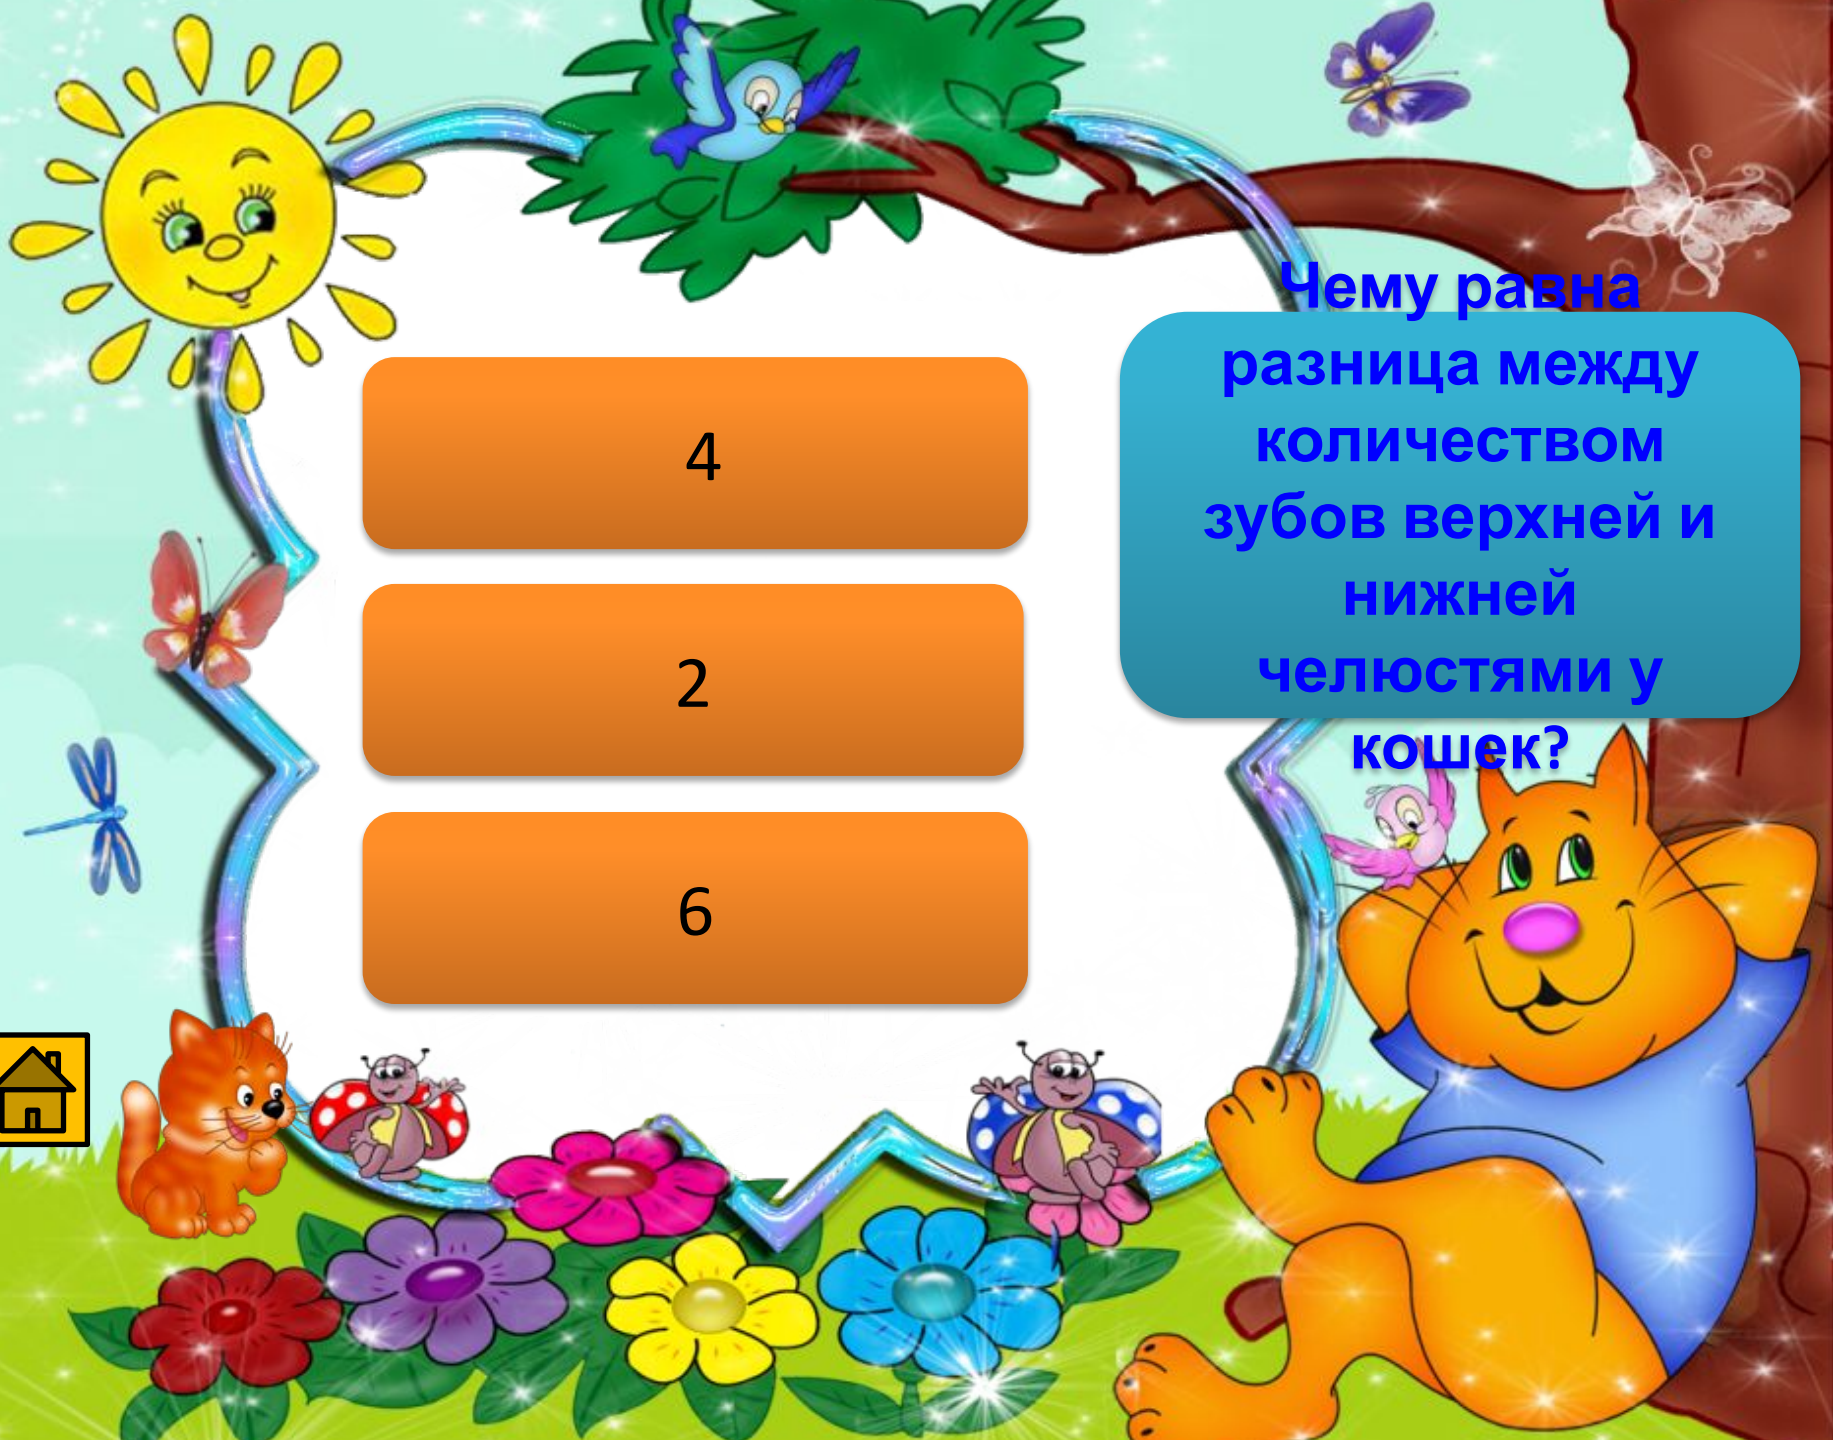 Чему равна
разница между
количеством
зубов верхней и
нижней
челюстями у
кошек?
4
2
6